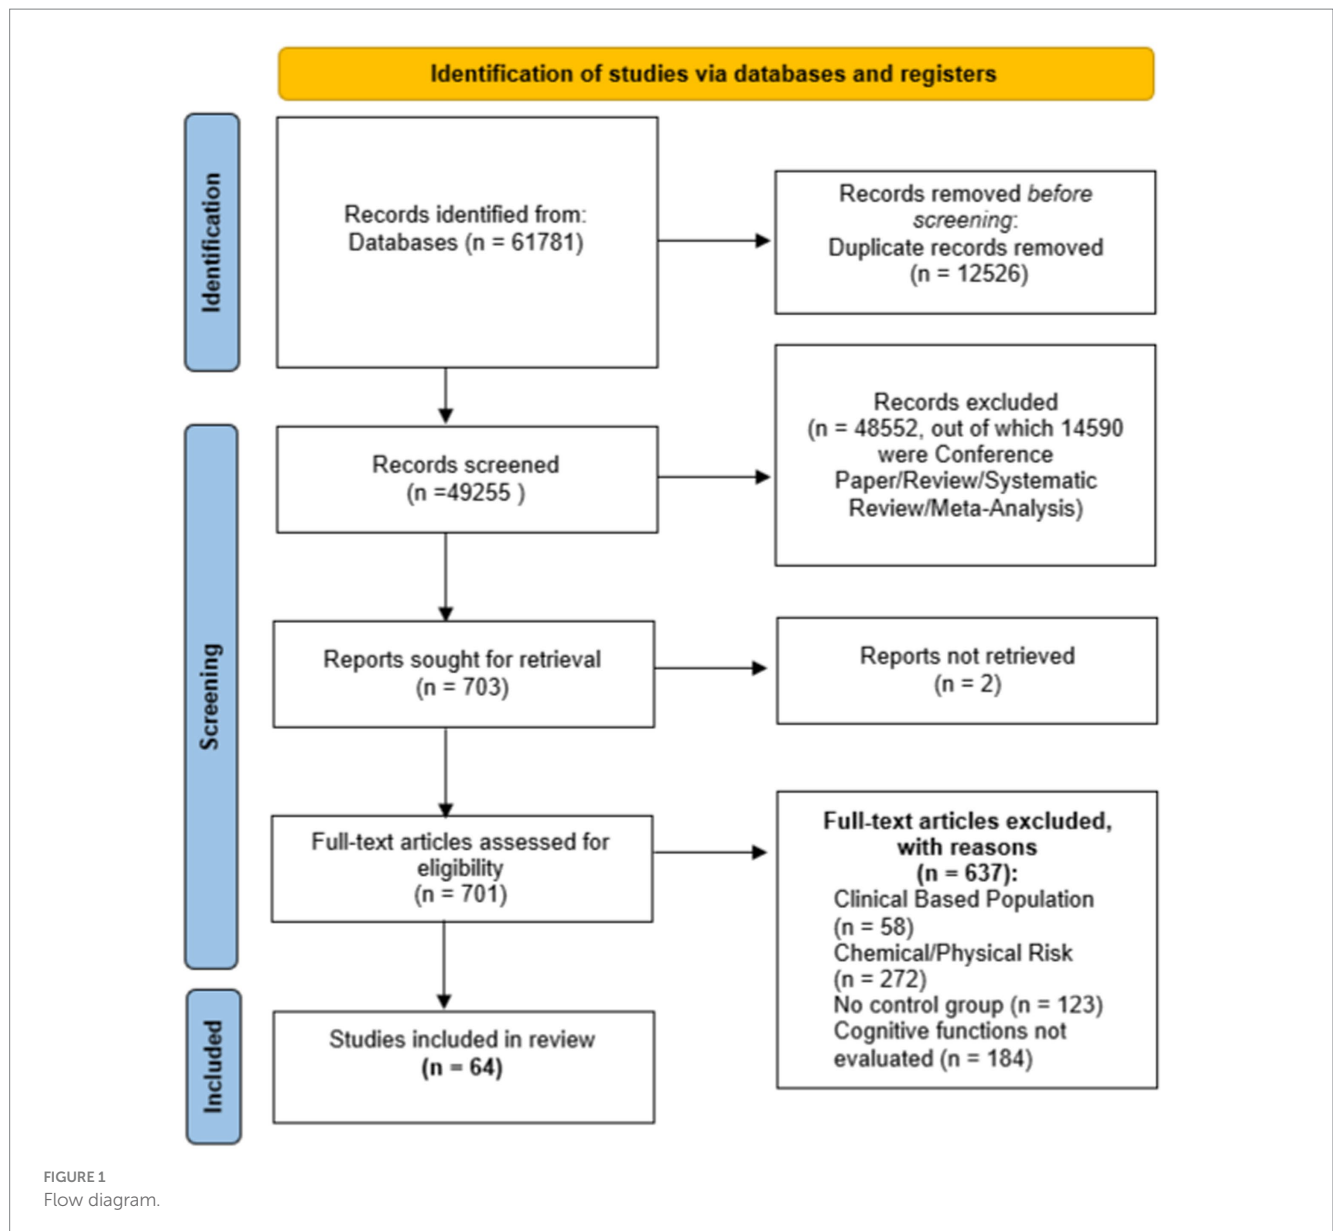 Identification of studies via databases and registers
Identification
Records identified from:
Databases (n = 61781)
Records removed before
screening:
Duplicate records removed
(n = 12526)
Screening
Records screened
(n =49255 )
Records excluded
(n = 48552, out of which 14590
were Conference
Paper/Review/Systematic
Review/Meta-Analysis)
Reports sought for retrieval
(n = 703)
Reports not retrieved
(n = 2)
Full-text articles assessed for
eligibility
(n = 701)
Full-text articles excluded,
with reasons
(n = 637):
Clinical Based Population
(n = 58)
Chemical/Physical Risk
(n = 272)
No control group (n = 123)
Cognitive functions not
evaluated (n = 184)
Included
Studies included in review
(n = 64)
FIGURE 1
Flow diagram.